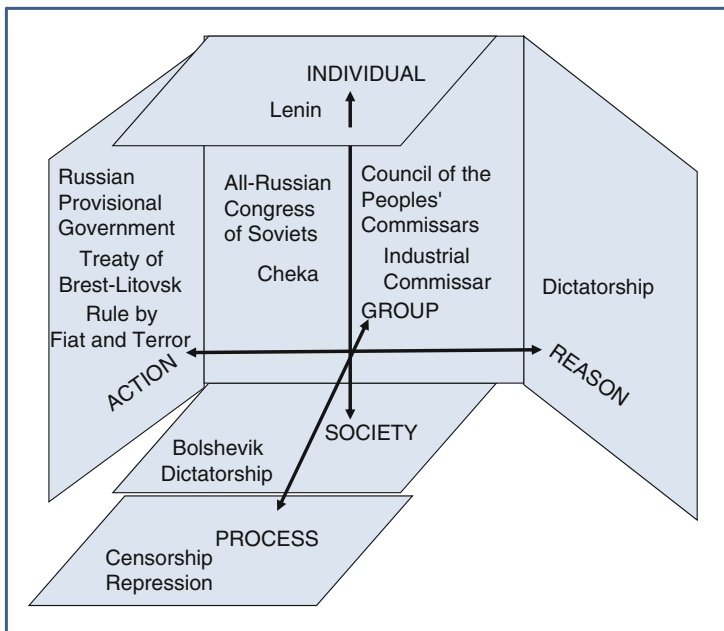 INDIVIDUAL
Lenin
Russian
Provisional
Government
Treaty of
Brest-Litovsk
Rule by
Fiat and Terror
ACTION
All-Russian
Congress
of Soviets
Cheka
Council of the
Peoples'
Commissars
Industrial
Commissar
GROUP
Dictatorship
REASON
SOCIETY
Bolshevik
Dictatorship
PROCESS
Censorship
Repression